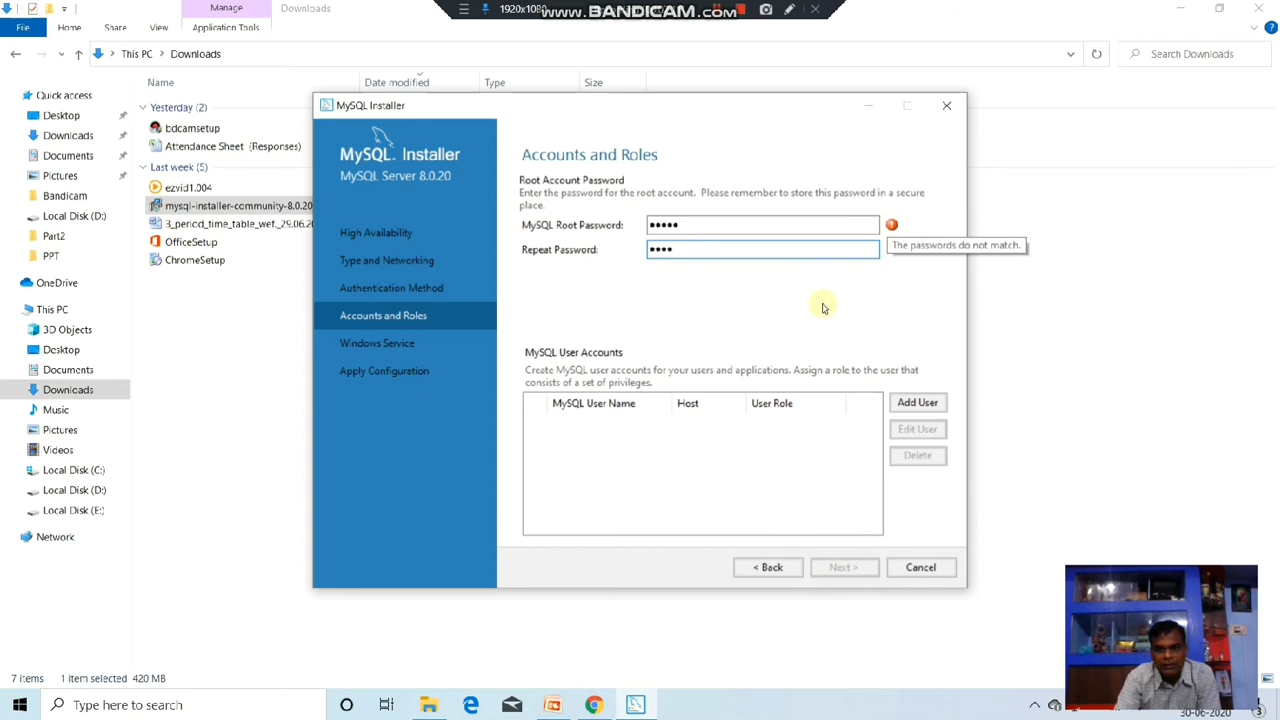 Manage
Downloads
1920x1080
www.BANDICAM.com
File
Home
Share
View
Application Tools
This PC
Downloads
Search Downloads
Name
Date modified
Type
Size
Quick access
Desktop
Downloads
Documents
Pictures
Bandicam
Local Disk (D:)
Part2
PPT
OneDrive
This PC
3D Objects
Desktop
Documents
Downloads
Music
Pictures
Videos
Local Disk (C:)
Local Disk (D:)
Local Disk (E:)
Network
Yesterday (2)
bdcamsetup
Attendance Sheet (Responses)
Last week (5)
ezvid1.004
mysql-installer-community-8.0.20
3_period_time_table_wef._29.06.20
OfficeSetup
ChromeSetup
MySQL Installer
MySQL. Installer
MySQL Server 8.0.20
High Availability
Type and Networking
Authentication Method
Accounts and Roles
Windows Service
Apply Configuration
Accounts and Roles
Root Account Password
Enter the password for the root account. Please remember to store this password in a secure
place.
MySQL Root Password:
Repeat Password:
The passwords do not match.
MySQL User Accounts
Create MySQL user accounts for your users and applications. Assign a role to the user that
consists of a set of privileges.
MySQL User Name
Host
User Role
Add User
Edit User
Delete
< Back
Next >
Cancel
7 items
1 item selected 420 MB
Type here to search
30-06-2020
3